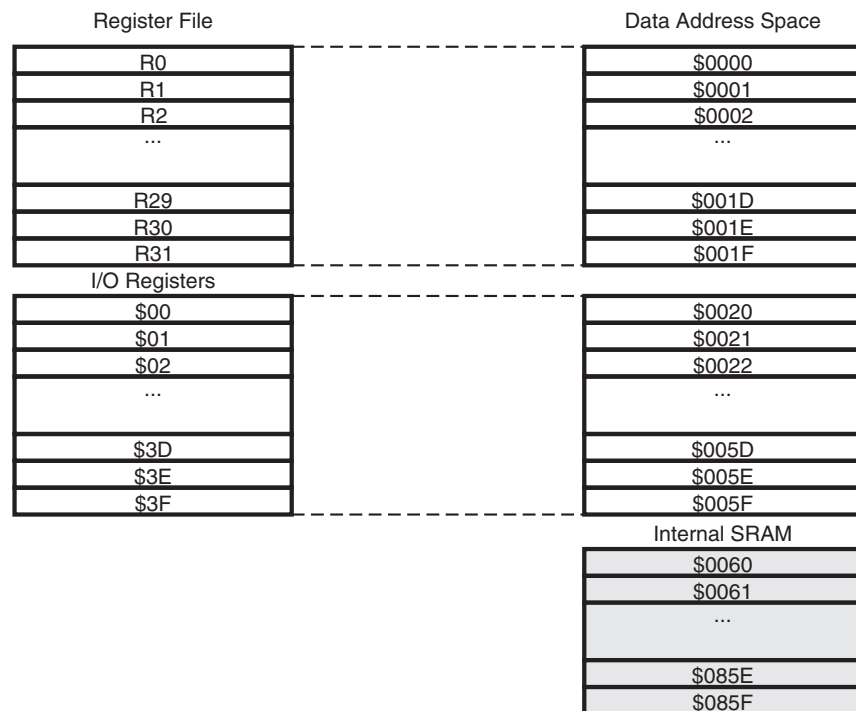 Register File
Data Address Space
R0
$0000
R1
$0001
R2
$0002
...
...
R29
$001D
R30
$001E
R31
$001F
I/O Registers
$00
$0020
$01
$0021
$02
$0022
...
...
$3D
$005D
$3E
$005E
$3F
$005F
Internal SRAM
$0060
$0061
...
$085E
$085F